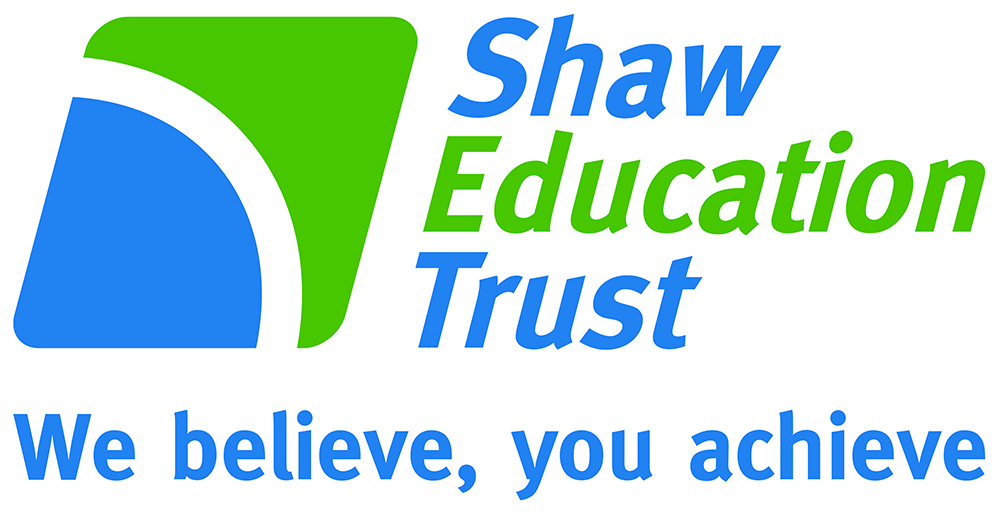 Shaw
Education
Trust
We believe, you achieve